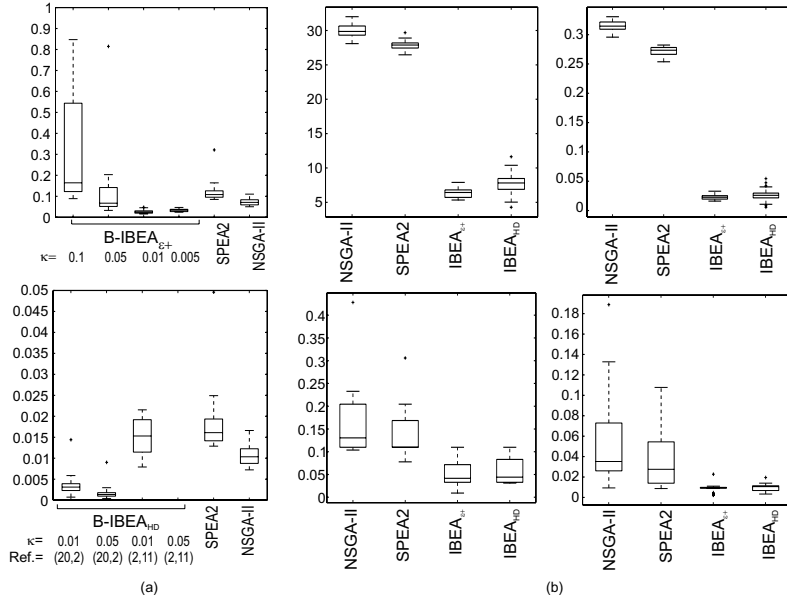 1
0.9
0.8
0.7
0.6
0.5
0.4
0.3
0.2
0.1
0
B-IBEAε+
κ= 0.1 0.05 0.01 0.005
SPEA2
NSGA-II
30
25
20
15
10
5
NSGA-II
SPEA2
IBEAε+
IBEAHD
0.3
0.25
0.2
0.15
0.1
0.05
0
NSGA-II
SPEA2
IBEAε+
IBEAHD
0.05
0.045
0.04
0.035
0.03
0.025
0.02
0.015
0.01
0.005
0
B-IBEAHD
κ= 0.01 0.05 0.01 0.05
Ref.= (20,2) (20,2) (2,11) (2,11)
SPEA2
NSGA-II
0.4
0.35
0.3
0.25
0.2
0.15
0.1
0.05
0
NSGA-II
SPEA2
IBEAε+
IBEAHD
0.18
0.16
0.14
0.12
0.1
0.08
0.06
0.04
0.02
0
NSGA-II
SPEA2
IBEAε+
IBEAHD
(a)
(b)